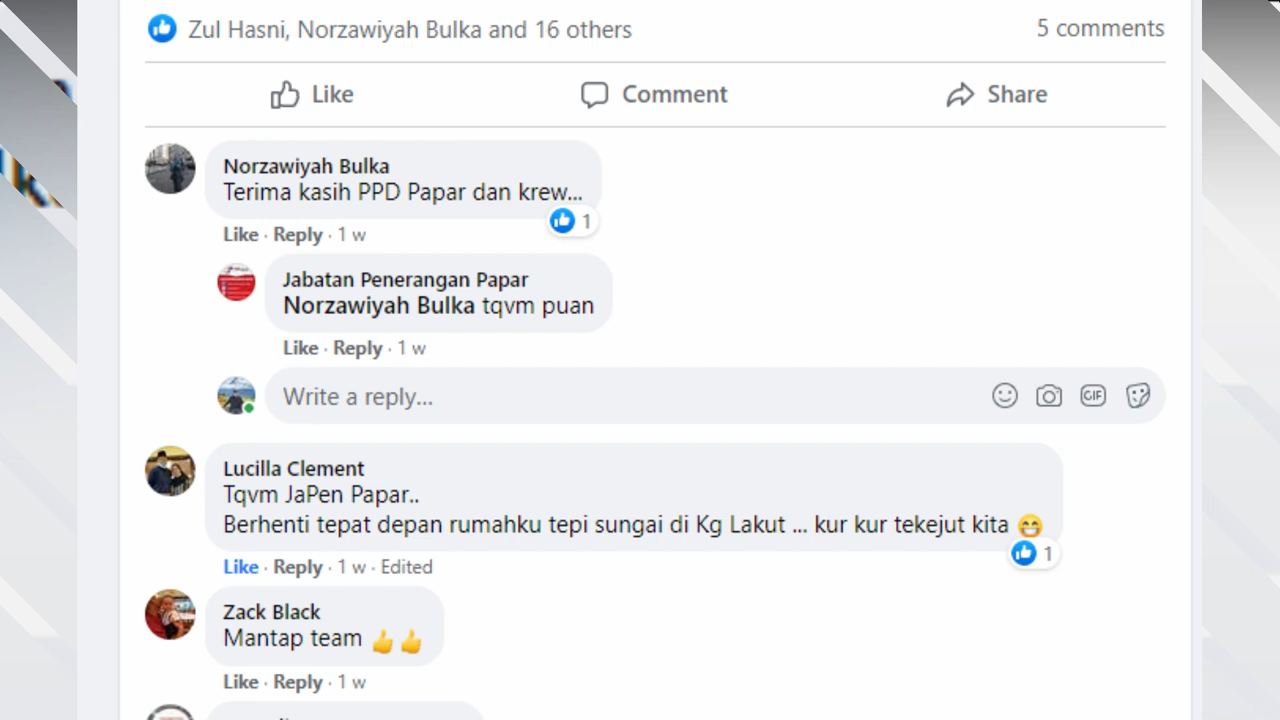 Zul Hasni, Norzawiyah Bulka and 16 others
5 comments
Like
Comment
Share
Norzawiyah Bulka
Terima kasih PPD Papar dan krew...
1
Like · Reply · 1 w
Jabatan Penerangan Papar
Norzawiyah Bulka tqvm puan
Like · Reply · 1 w
Write a reply...
GIF
Lucilla Clement
Tqvm JaPen Papar..
Berhenti tepat depan rumahku tepi sungai di Kg Lakut ... kur kur tekejut kita 😁
1
Like · Reply · 1 w · Edited
Zack Black
Mantap team 👍👍
Like · Reply · 1 w